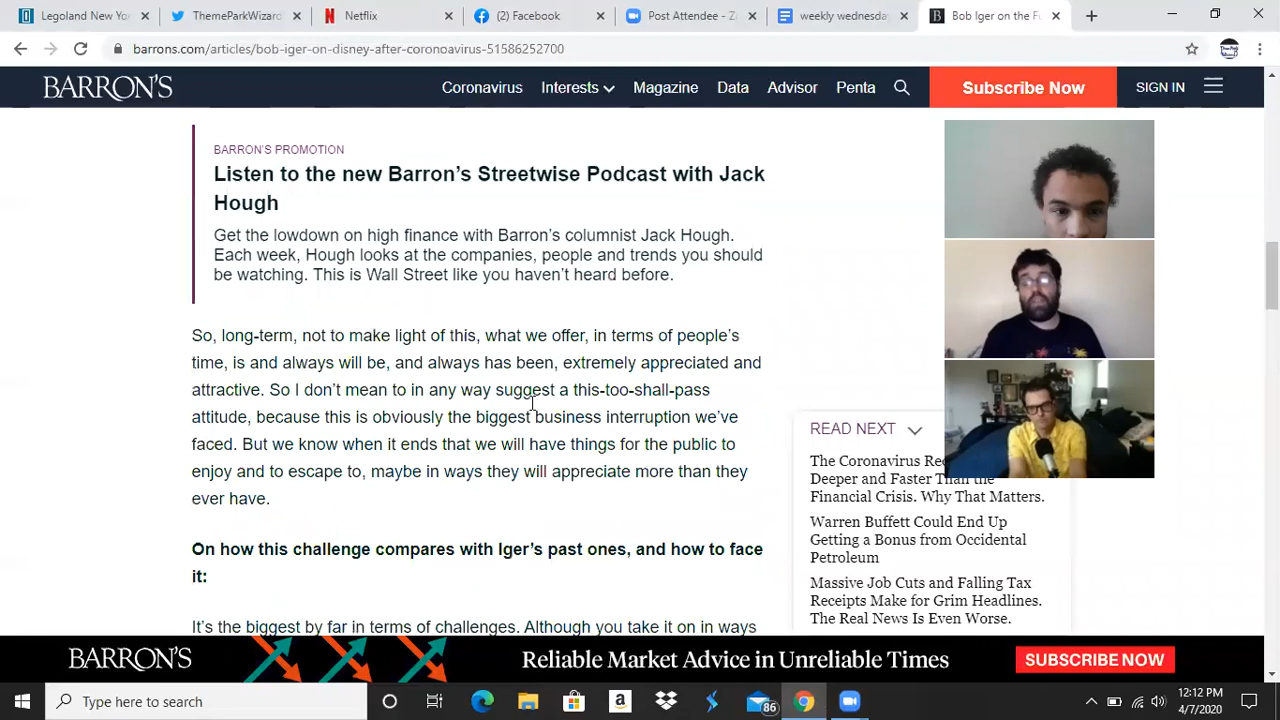 Legoland New Yo
ThemeParkWizard
Netflix
(2) Facebook
Post Attendee - Z
weekly wednesda
Bob Iger on the Fu
barrons.com/articles/bob-iger-on-disney-after-coronoavirus-51586252700
BARRON'S
Coronavirus
Interests
Magazine
Data
Advisor
Penta
Subscribe Now
SIGN IN
BARRON'S PROMOTION
Listen to the new Barron's Streetwise Podcast with Jack
Hough
Get the lowdown on high finance with Barron's columnist Jack Hough.
Each week, Hough looks at the companies, people and trends you should
be watching. This is Wall Street like you haven't heard before.
So, long-term, not to make light of this, what we offer, in terms of people's
time, is and always will be, and always has been, extremely appreciated and
attractive. So I don't mean to in any way suggest a this-too-shall-pass
attitude, because this is obviously the biggest business interruption we've
faced. But we know when it ends that we will have things for the public to
enjoy and to escape to, maybe in ways they will appreciate more than they
ever have.
On how this challenge compares with Iger's past ones, and how to face
it:
It's the biggest by far in terms of challenges. Although you take it on in ways
READ NEXT
The Coronavirus Rec
Deeper and Faster Than the
Financial Crisis. Why That Matters.
Warren Buffett Could End Up
Getting a Bonus from Occidental
Petroleum
Massive Job Cuts and Falling Tax
Receipts Make for Grim Headlines.
The Real News Is Even Worse.
BARRON'S
Reliable Market Advice in Unreliable Times
SUBSCRIBE NOW
Type here to search
86
12:12 PM
4/7/2020